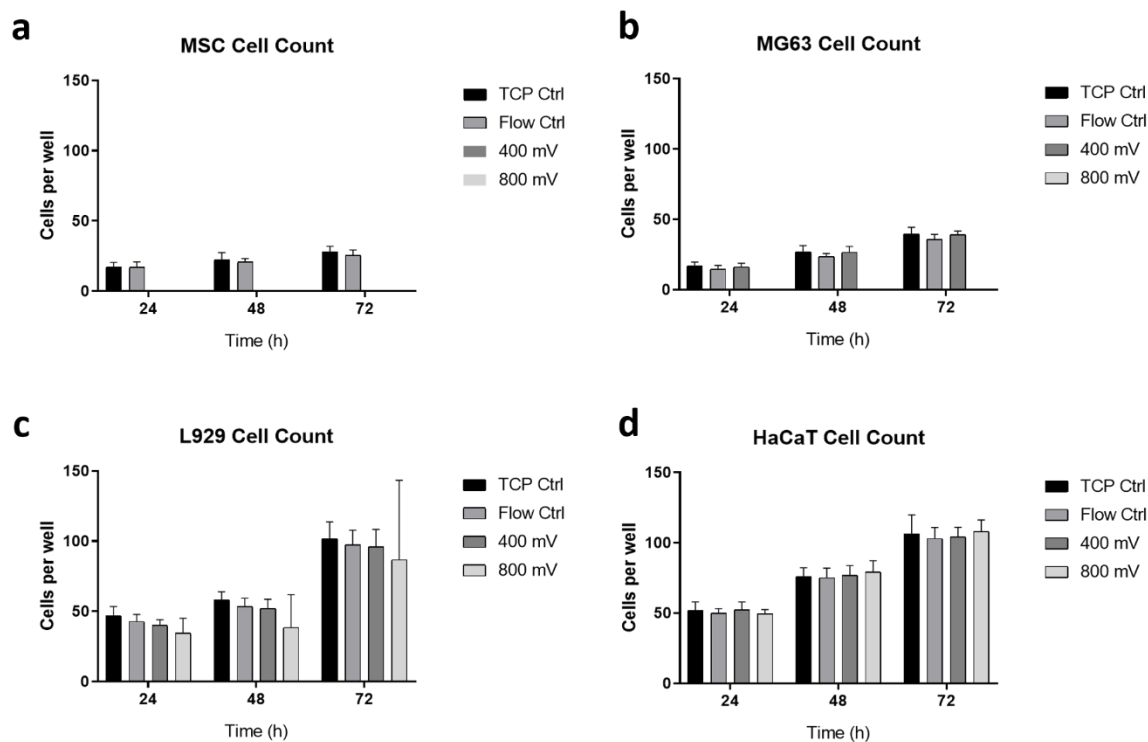 a
MSC Cell Count
Cells per well
150
100
50
0
24
48
72
Time (h)
TCP Ctrl
Flow Ctrl
400 mV
800 mV
b
MG63 Cell Count
Cells per well
150
100
50
0
24
48
72
Time (h)
TCP Ctrl
Flow Ctrl
400 mV
800 mV
c
L929 Cell Count
Cells per well
150
100
50
0
24
48
72
Time (h)
TCP Ctrl
Flow Ctrl
400 mV
800 mV
d
HaCaT Cell Count
Cells per well
150
100
50
0
24
48
72
Time (h)
TCP Ctrl
Flow Ctrl
400 mV
800 mV